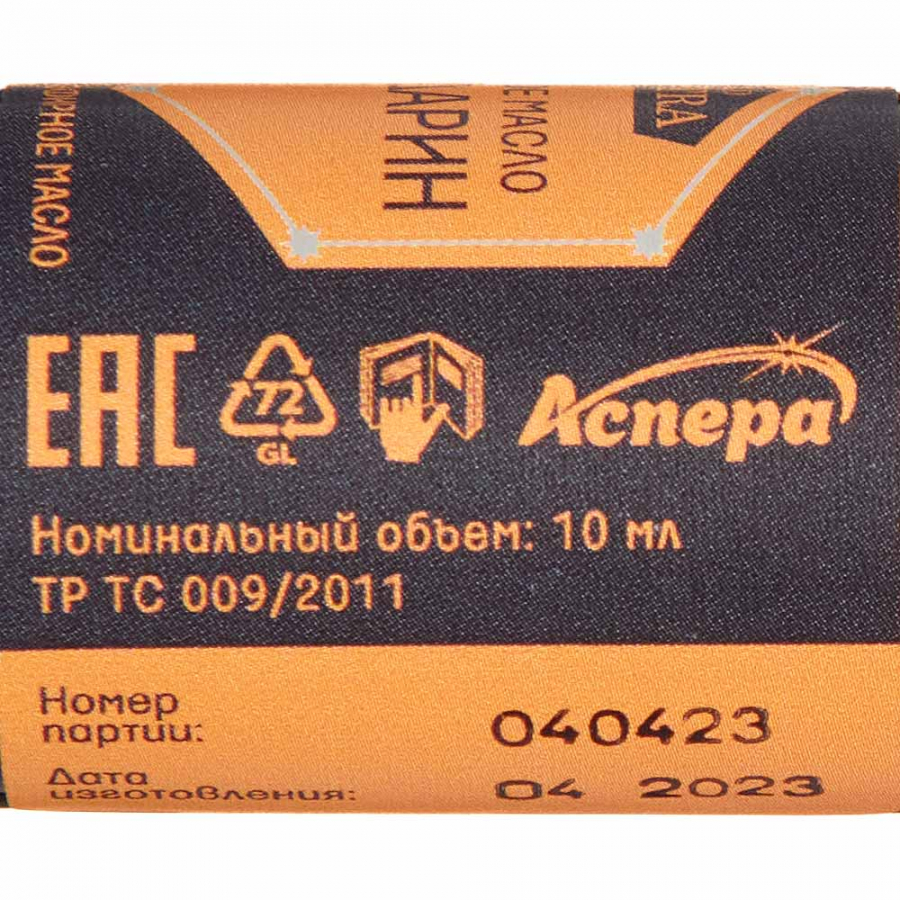 МАСЛО
АРИН
МАСЛО
EAC
72
GL
Аспера
Номинальный объем: 10 мл
ТР ТС 009/2011
Номер
партии:
040423
Дата
изготовления:
04 2023